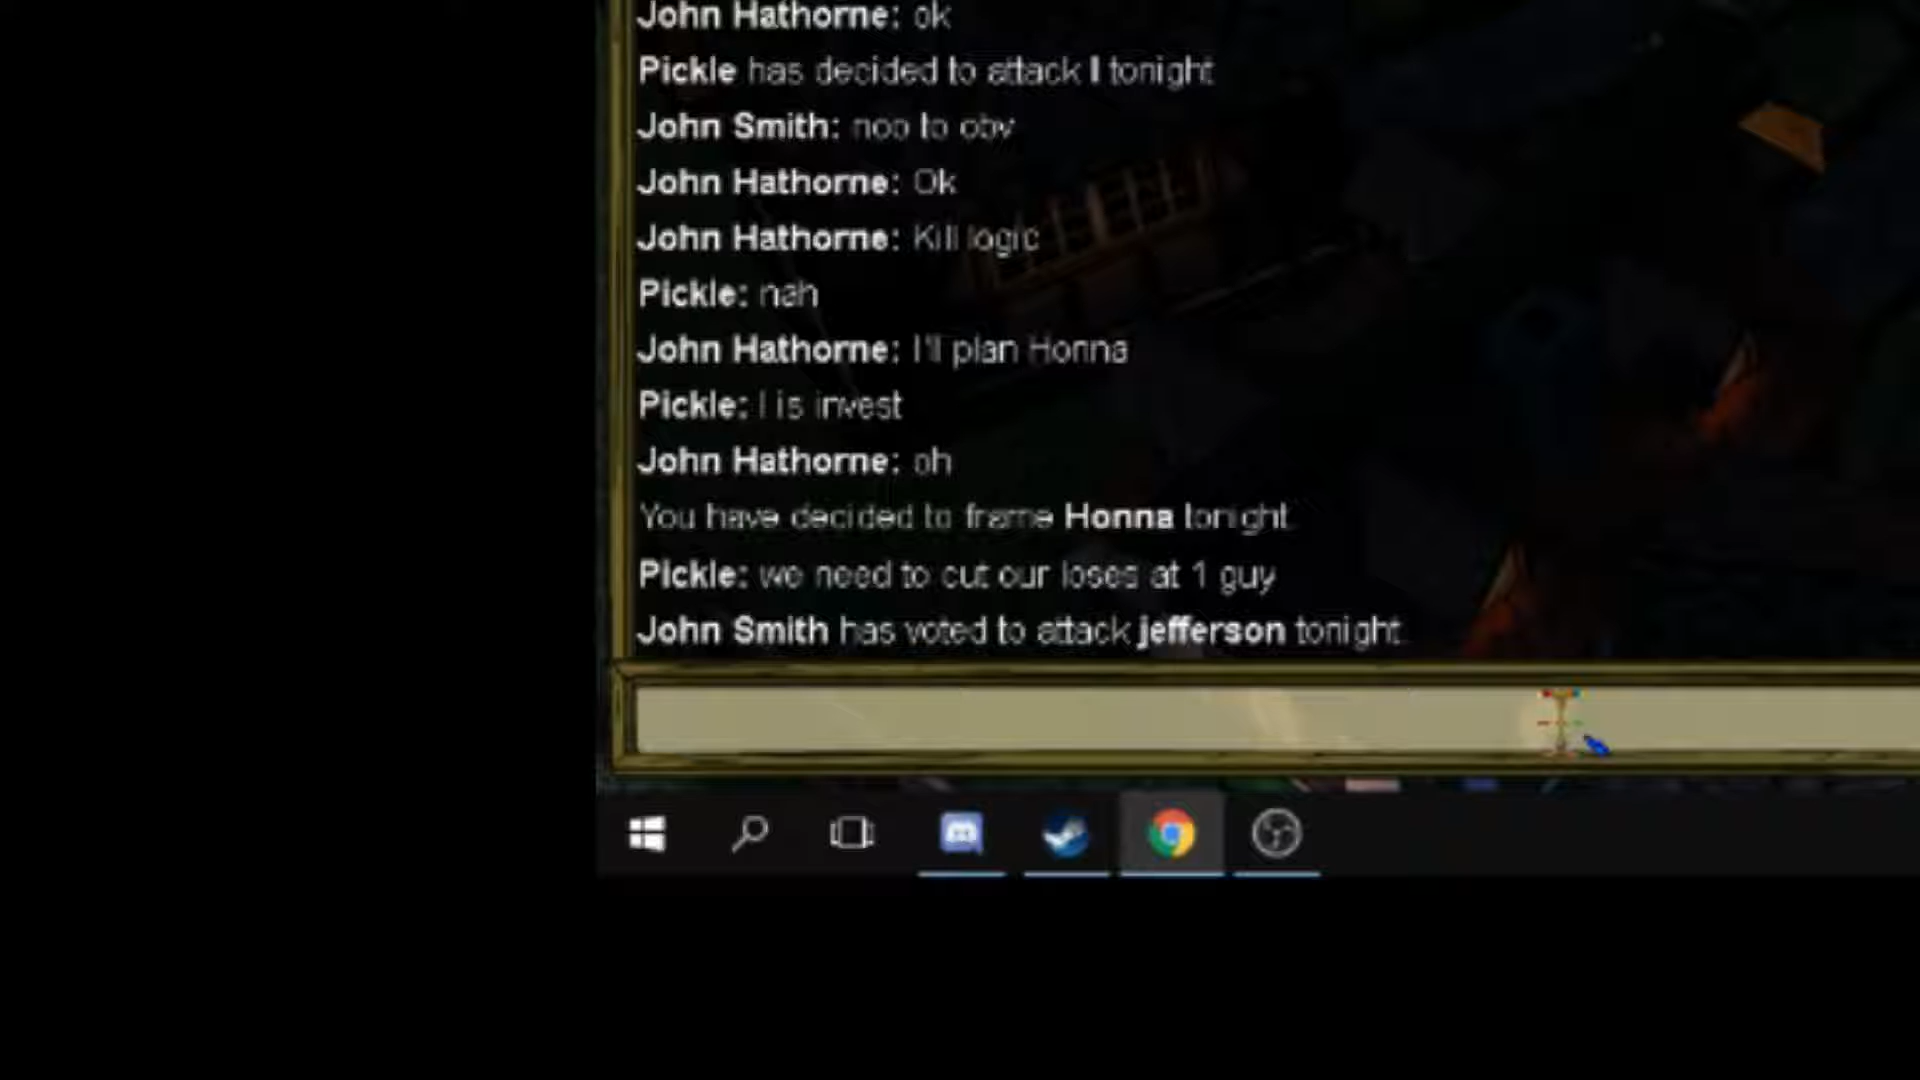 John Hathorne: ok
Pickle has decided to attack I tonight
John Smith: noo to obv
John Hathorne: Ok
John Hathorne: Kill logic
Pickle: nah
John Hathorne: I'll plan Honna
Pickle: I is invest
John Hathorne: oh
You have decided to frame Honna tonight.
Pickle: we need to cut our loses at 1 guy
John Smith has voted to attack jefferson tonight.